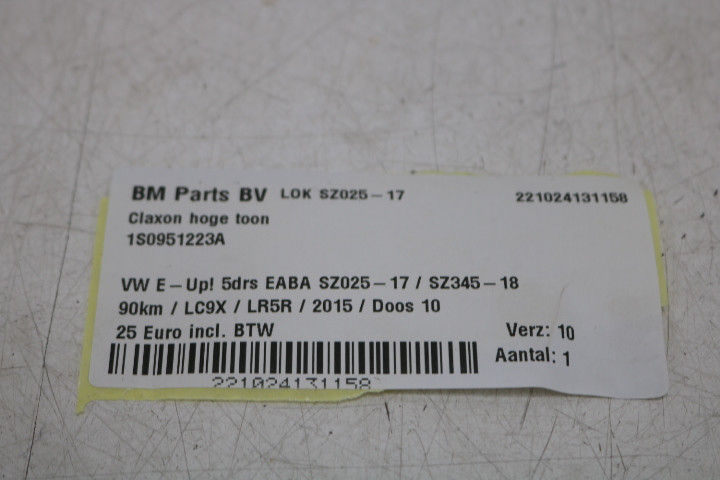 BM Parts BV LOK SZ025-17 221024131158
Claxon hoge toon
1S0951223A
VW E-Up! 5drs EABA SZ025-17 / SZ345-18
90km / LC9X / LR5R / 2015 / Doos 10
25 Euro incl. BTW Verz: 10
Aantal: 1
221024131158